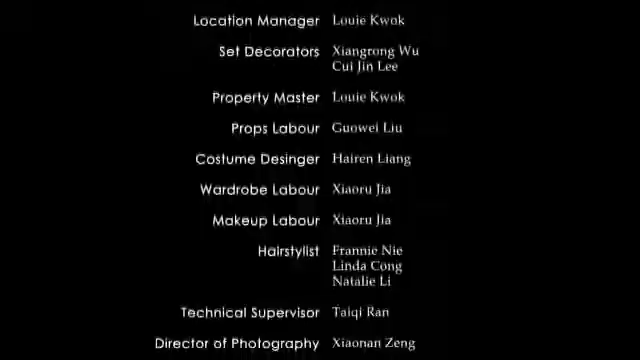 Location Manager Louie Kwok
Set Decorators Xiangrong Wu
Cui Jin Lee
Property Master Louie Kwok
Props Labour Guowei Liu
Costume Desinger Hairen Liang
Wardrobe Labour Xiaoru Jia
Makeup Labour Xiaoru Jia
Hairstylist Frannie Nie
Linda Cong
Natalie Li
Technical Supervisor Taiqi Ran
Director of Photography Xiaonan Zeng